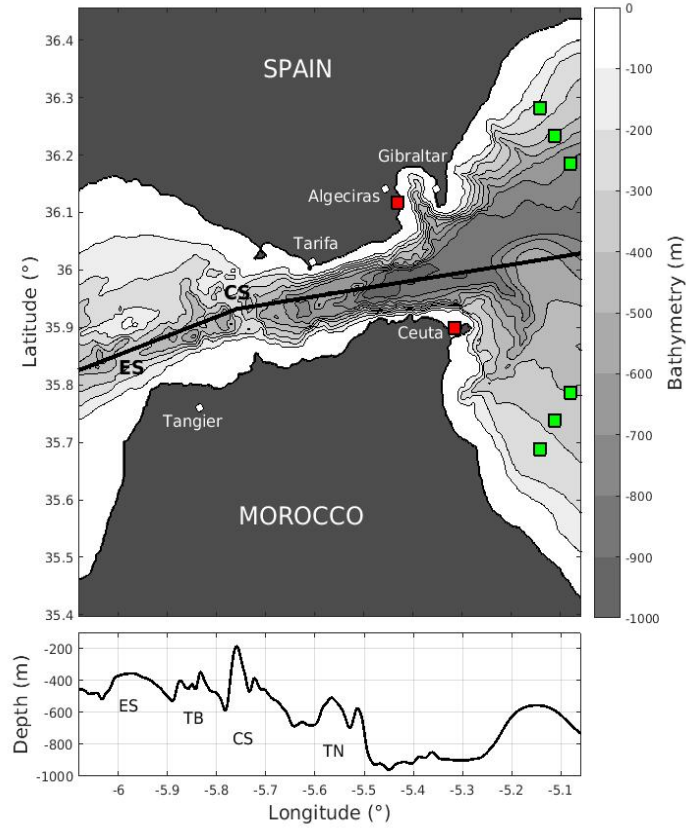 36.4
36.3
36.2
36.1
36
35.9
35.8
35.7
35.6
35.5
35.4
Latitude (°)
SPAIN
Gibraltar
Algeciras
Tarifa
CS
ES
Ceuta
Tangier
MOROCCO
0
-100
-200
-300
-400
-500
-600
-700
-800
-900
-1000
Bathymetry (m)
-200
-400
-600
-800
-1000
Depth (m)
ES
TB
CS
TN
-6 -5.9 -5.8 -5.7 -5.6 -5.5 -5.4 -5.3 -5.2 -5.1
Longitude (°)